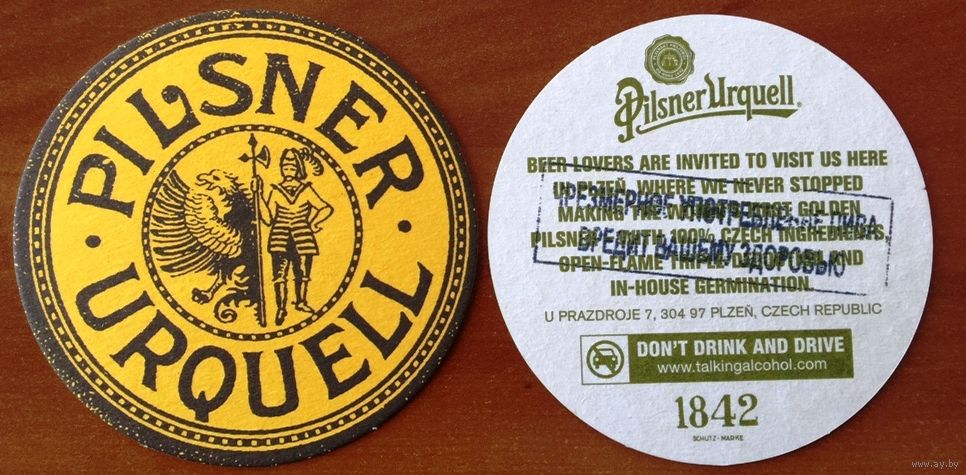 PILSNER
URQUELL
Pilsner Urquell
BEER LOVERS ARE INVITED TO VISIT US HERE
IN PLZEŇ, WHERE WE NEVER STOPPED
MAKING THE WORLD'S FIRST GOLDEN
PILSNER WITH 100% CZECH INGREDIENTS,
OPEN-FLAME TRIPLE DECOCTION AND
IN-HOUSE GERMINATION.
ЧРЕЗМЕРНОЕ УПОТРЕБЛЕНИЕ ПИВА
ВРЕДИТ ВАШЕМУ ЗДОРОВЬЮ
U PRAZDROJE 7, 304 97 PLZEŇ, CZECH REPUBLIC
DON'T DRINK AND DRIVE
www.talkingalcohol.com
1842
SCHUTZ-MARKE
www.ay.by